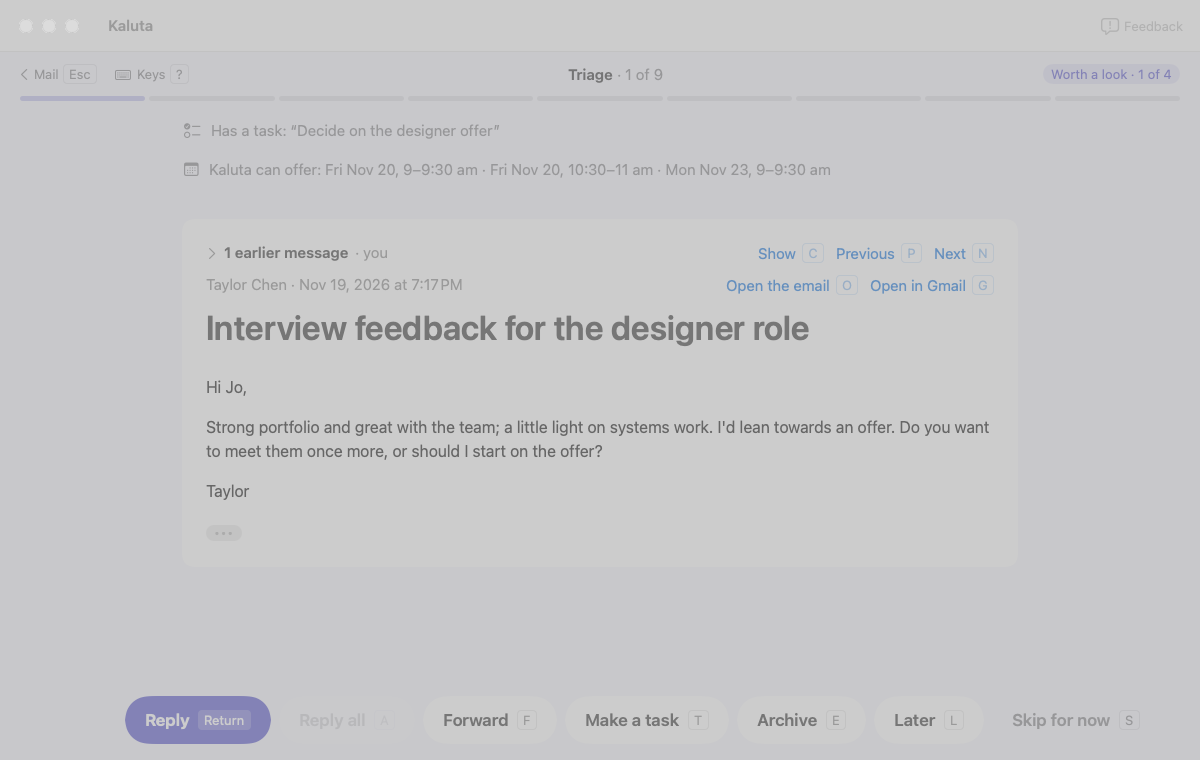 Kaluta
Feedback
Mail Esc Keys ?
Triage · 1 of 9
Worth a look · 1 of 4
Has a task: “Decide on the designer offer”
Kaluta can offer: Fri Nov 20, 9–9:30 am · Fri Nov 20, 10:30–11 am · Mon Nov 23, 9–9:30 am
1 earlier message · you
Show C Previous P Next N
Taylor Chen · Nov 19, 2026 at 7:17 PM
Open the email O Open in Gmail G
Interview feedback for the designer role
Hi Jo,
Strong portfolio and great with the team; a little light on systems work. I'd lean towards an offer. Do you want
to meet them once more, or should I start on the offer?
Taylor
Reply Return Reply all A Forward F Make a task T Archive E Later L Skip for now S